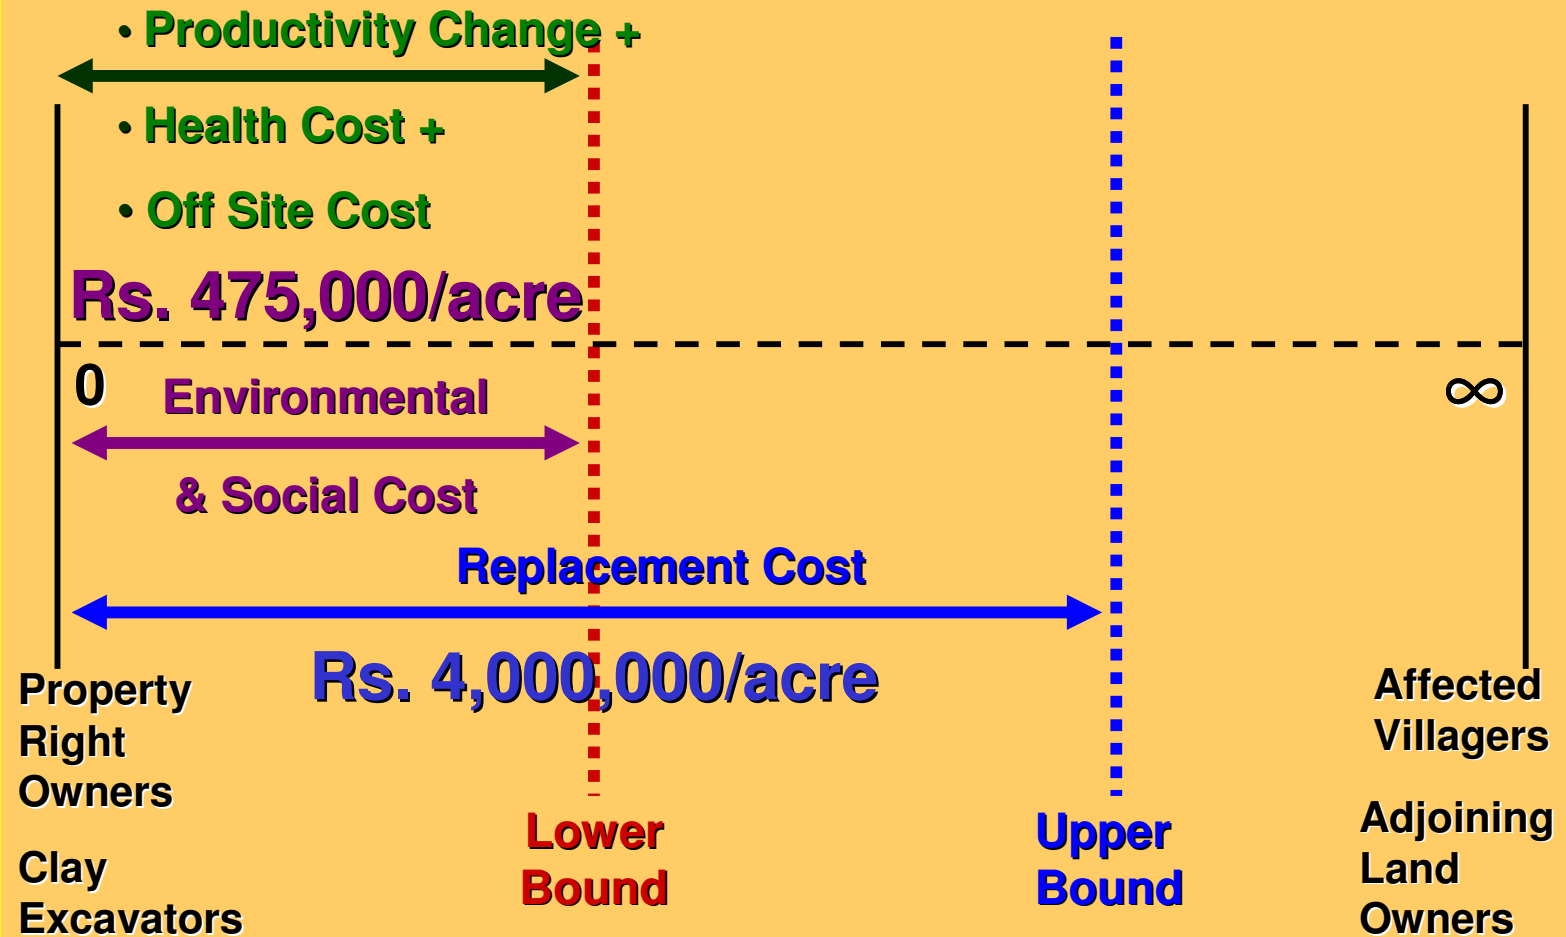 • Productivity Change +
• Health Cost +
• Off Site Cost
Rs. 475,000/acre
0
∞
Environmental
& Social Cost
Replacement Cost
Rs. 4,000,000/acre
Property
Right
Owners
Clay
Excavators
Lower
Bound
Upper
Bound
Affected
Villagers
Adjoining
Land
Owners